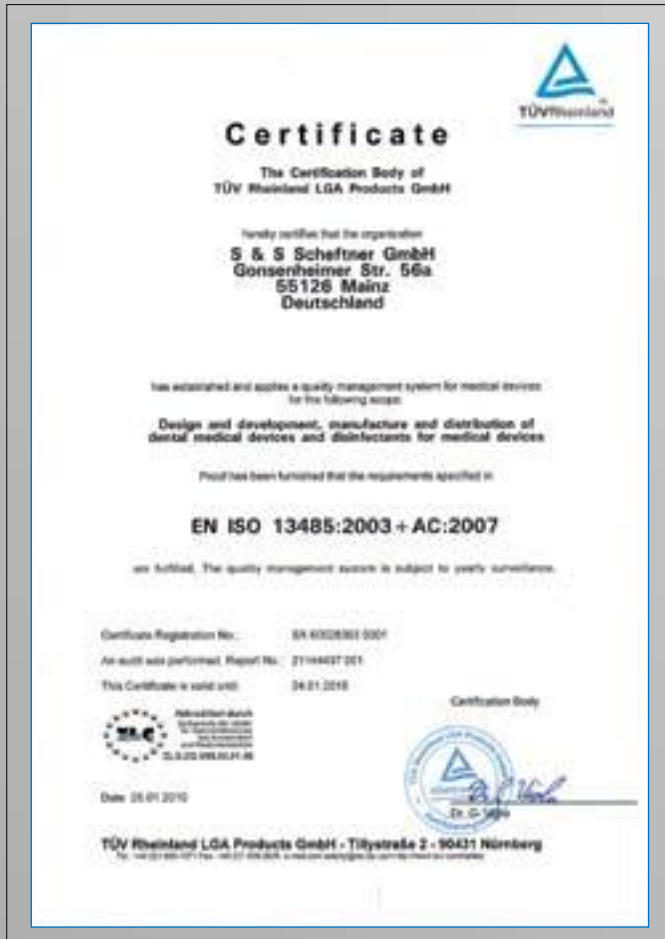 TÜVRheinland
Certificate
The Certification Body of
TÜV Rheinland LGA Products GmbH
hereby certifies that the organization
S & S Scheftner GmbH
Gonsenheimer Str. 56a
55126 Mainz
Deutschland
has established and applies a quality management system for medical devices
for the following scope:
Design and development, manufacture and distribution of
dental medical devices and disinfectants for medical devices
Proof has been furnished that the requirements specified in
EN ISO 13485:2003 + AC:2007
are fulfilled. The quality management system is subject to yearly surveillance.
Certificate Registration No.:
An audit was performed. Report No.:
This Certificate is valid until:
Certification Body
Akkreditiert durch
ZLG
Date
Dr. G.
TÜV Rheinland LGA Products GmbH - Tillystraße 2 - 90431 Nürnberg